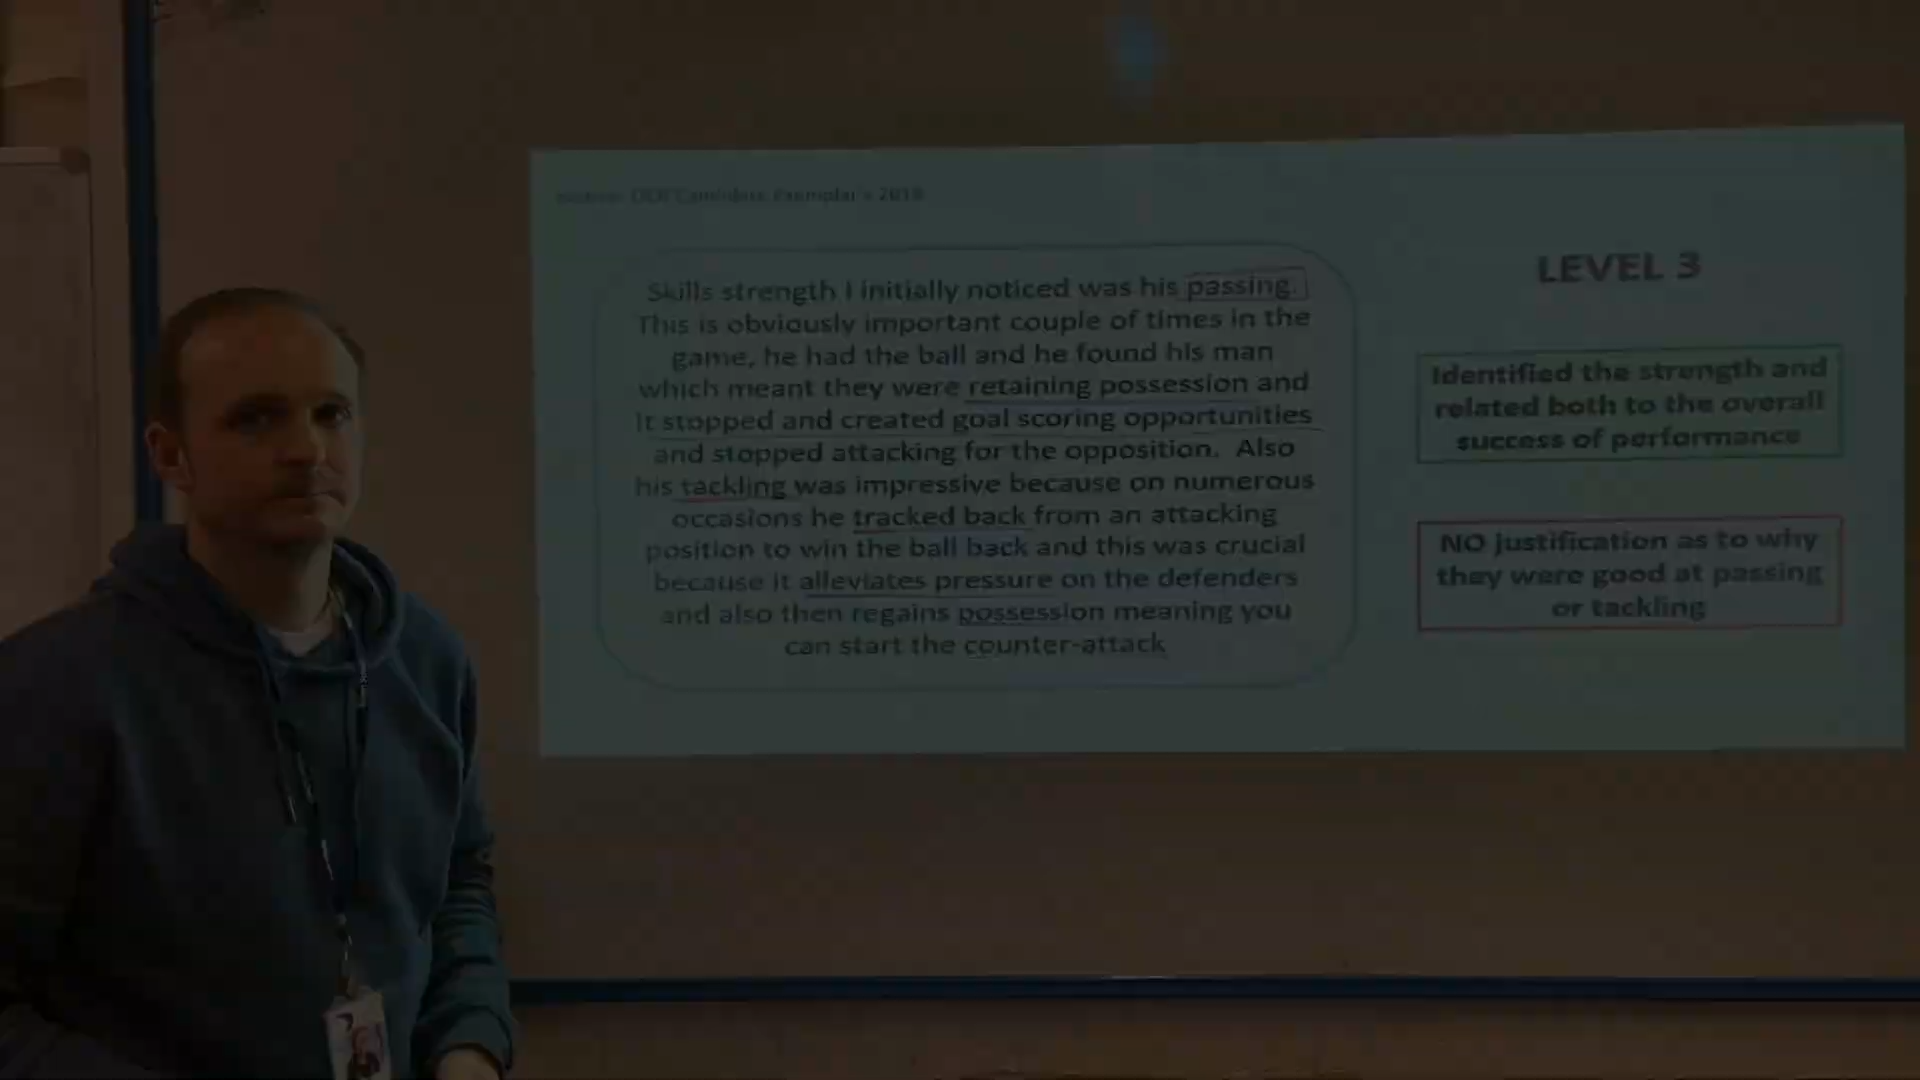 Exemplar's 2018
Skills strength I initially noticed was his passing.
This is obviously important couple of times in the
game, he had the ball and he found his man
which meant they were retaining possession and
it stopped and created goal scoring opportunities
and stopped attacking for the opposition. Also
his tackling was impressive because on numerous
occasions he tracked back from an attacking
position to win the ball back and this was crucial
because it alleviates pressure on the defenders
and also then regains possession meaning you
can start the counter-attack
LEVEL 3
Identified the strength and
related both to the overall
success of performance
NO justification as to why
they were good at passing
or tackling